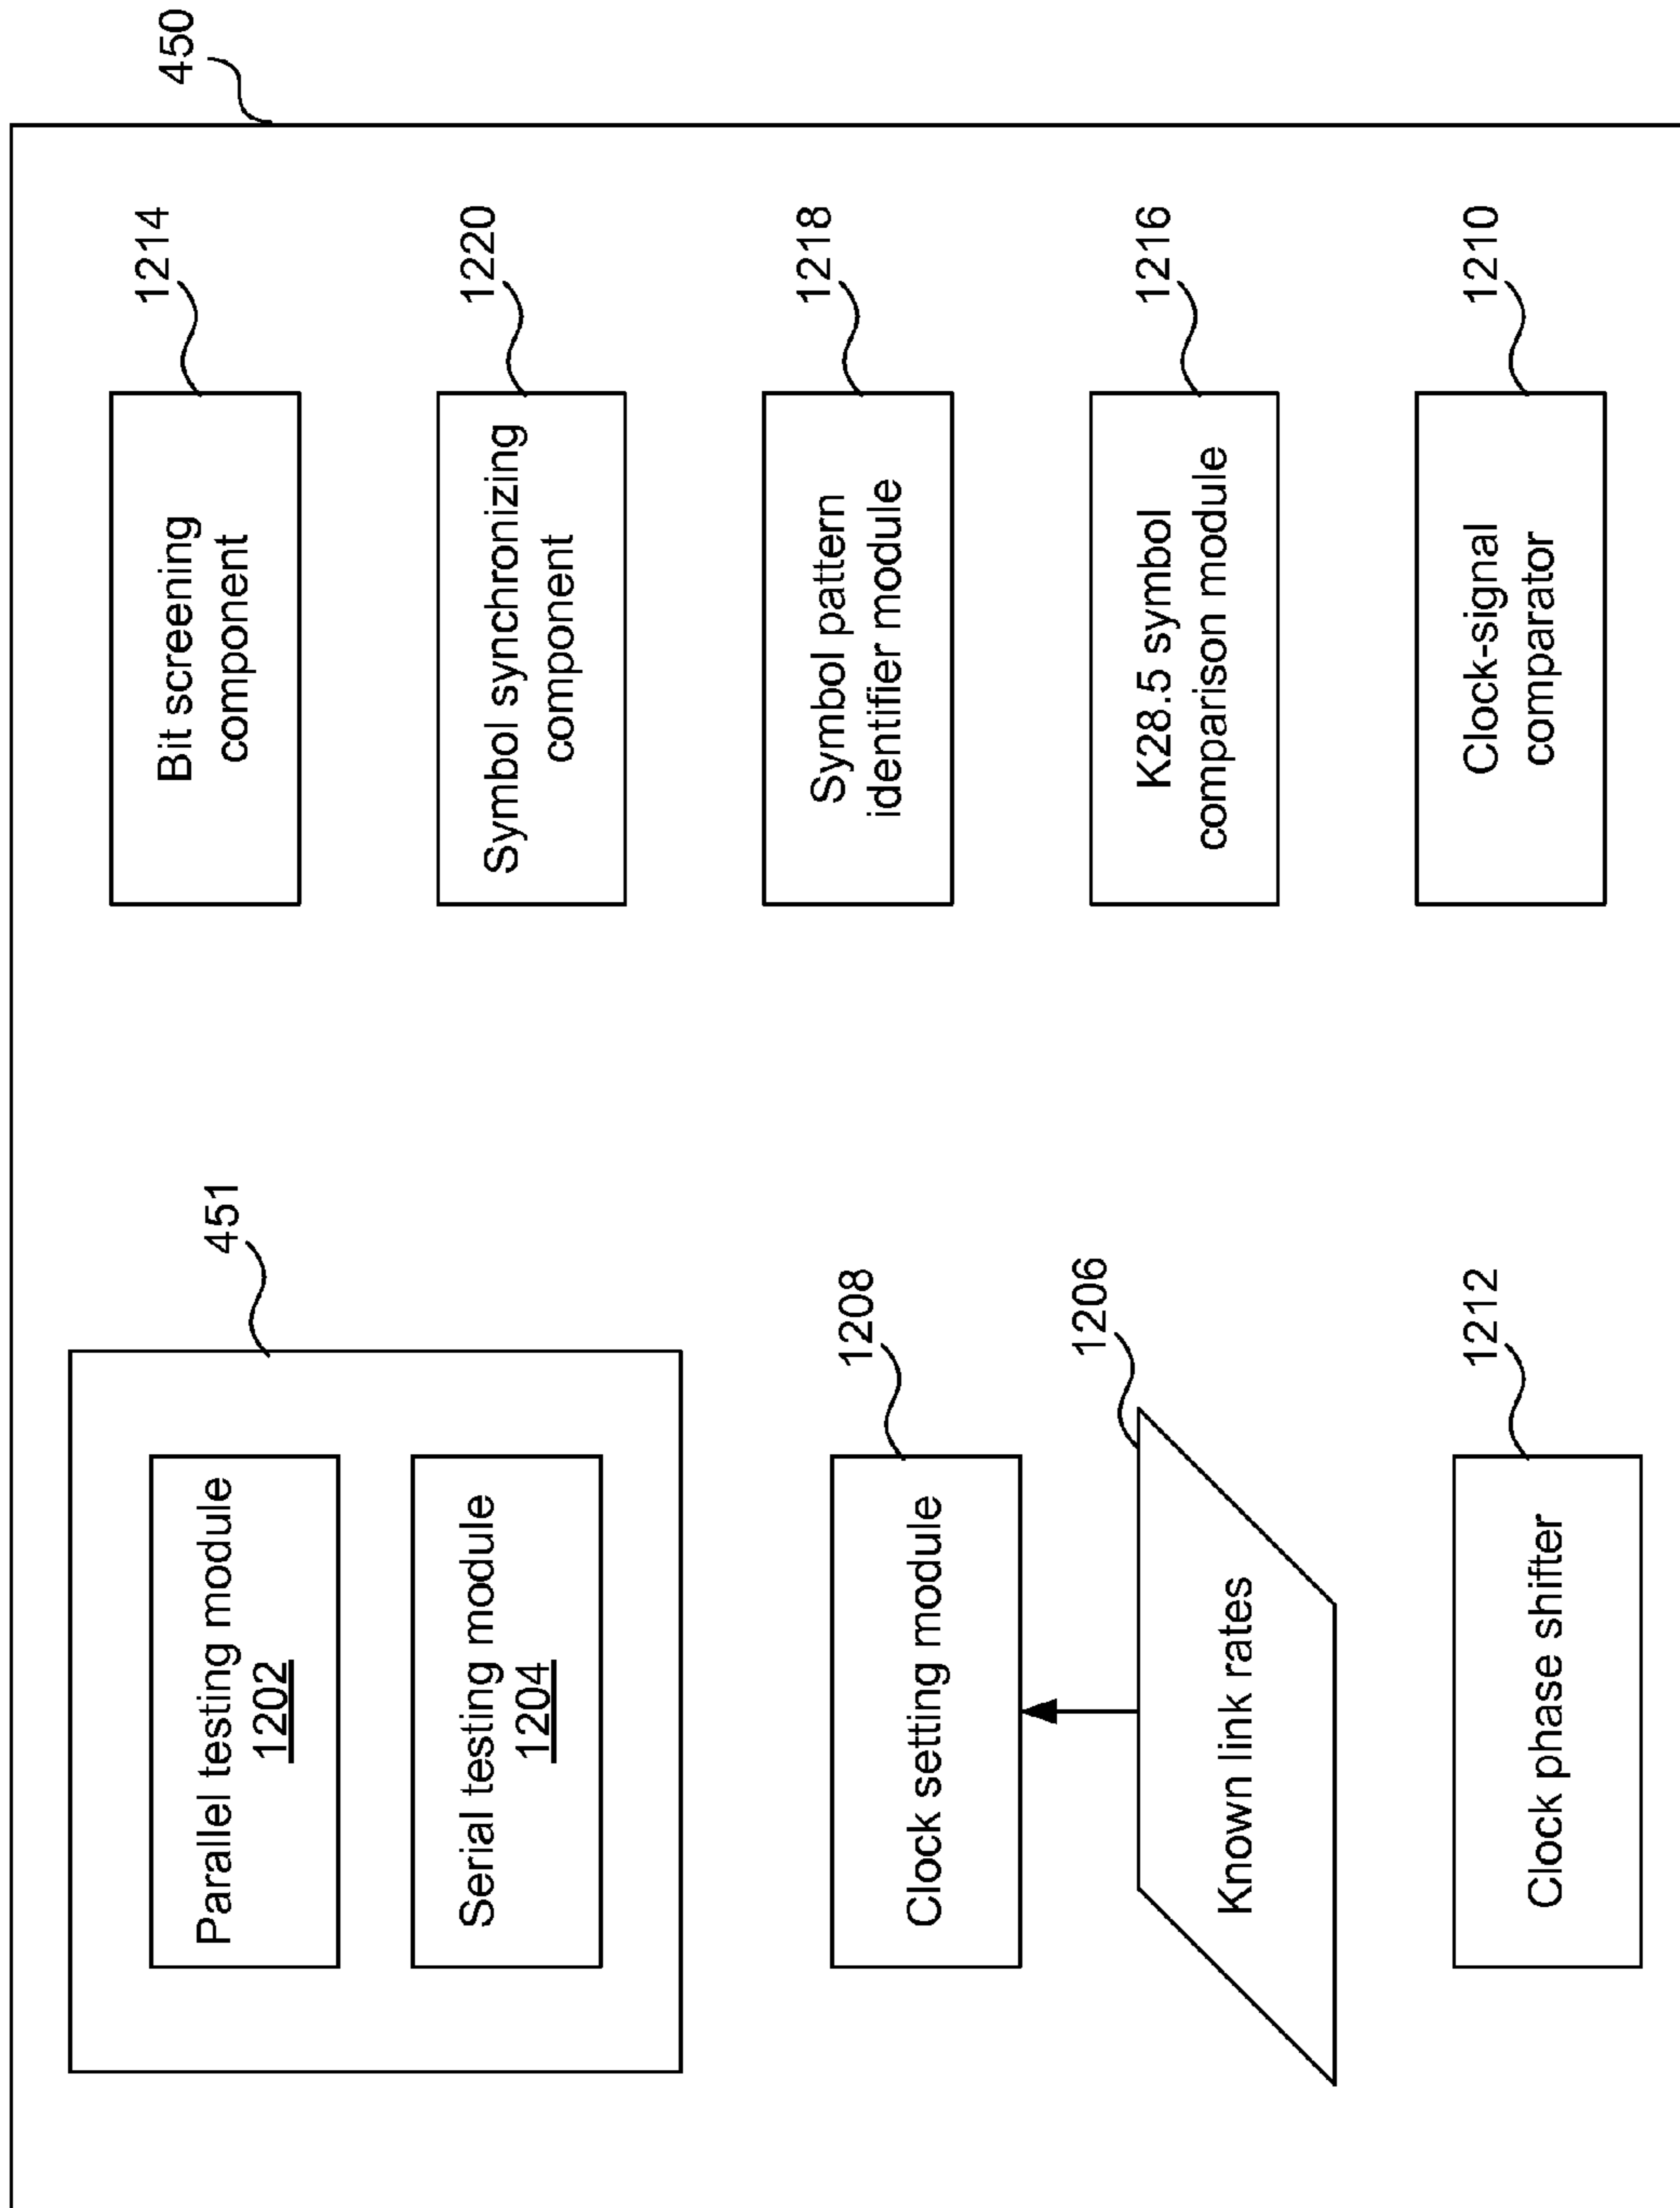 450
451
Parallel testing module
1202
Serial testing module
1204
1208
Clock setting module
1206
Known link rates
1212
Clock phase shifter
1214
Bit screening
component
1220
Symbol synchronizing
component
1218
Symbol pattern
identifier module
1216
K28.5 symbol
comparison module
1210
Clock-signal
comparator